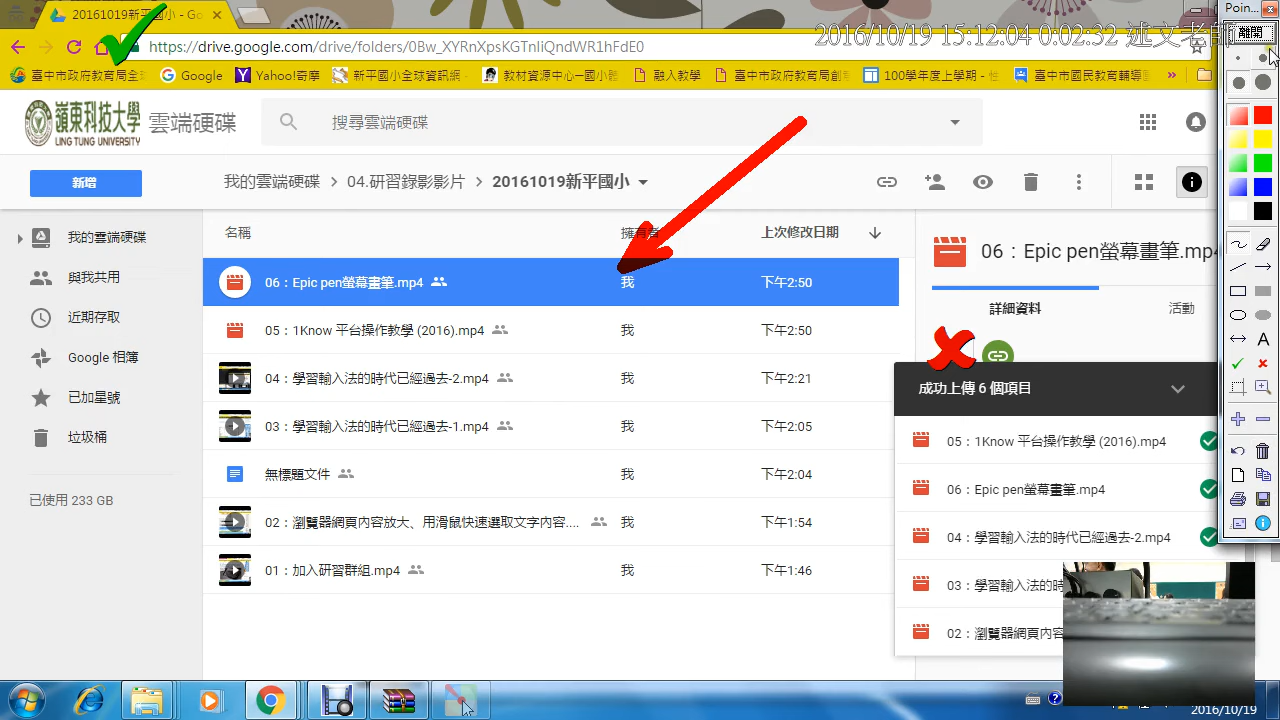 20161019新平國小 - Go
Poin...
2016/10/19 15:12:04 0:02:32 述文老師
離開
https://drive.google.com/drive/folders/0Bw_XYRnXpsKGTnliQndWR1hFdE0
臺中市政府教育局全球
Google
Yahoo!奇摩
新平國小全球資訊網
教材資源中心—國小體
融入教學
臺中市政府教育局
100學年度上學期 -
臺中市國民教育輔導團
»
嶺東科技大學
LING TUNG UNIVERSITY
雲端硬碟
搜尋雲端硬碟
新增
我的雲端硬碟 > 04.研習錄影影片 > 20161019新平國小
我的雲端硬碟
與我共用
近期存取
Google 相簿
已加星號
垃圾桶
已使用 233 GB
名稱 擁有者 上次修改日期
06：Epic pen螢幕畫筆.mp4 我 下午2:50
05：1Know 平台操作教學 (2016).mp4 我 下午2:50
04：學習輸入法的時代已經過去-2.mp4 我 下午2:21
03：學習輸入法的時代已經過去-1.mp4 我 下午2:05
無標題文件 我 下午2:04
02：瀏覽器網頁內容放大、用滑鼠快速選取文字內容.... 我 下午1:54
01：加入研習群組.mp4 我 下午1:46
06：Epic pen螢幕畫筆.mp4
詳細資料 活動
成功上傳 6 個項目
05：1Know 平台操作教學 (2016).mp4
06：Epic pen螢幕畫筆.mp4
04：學習輸入法的時代已經過去-2.mp4
03：學習輸入法的時
02：瀏覽器網頁內容
A
2016/10/19